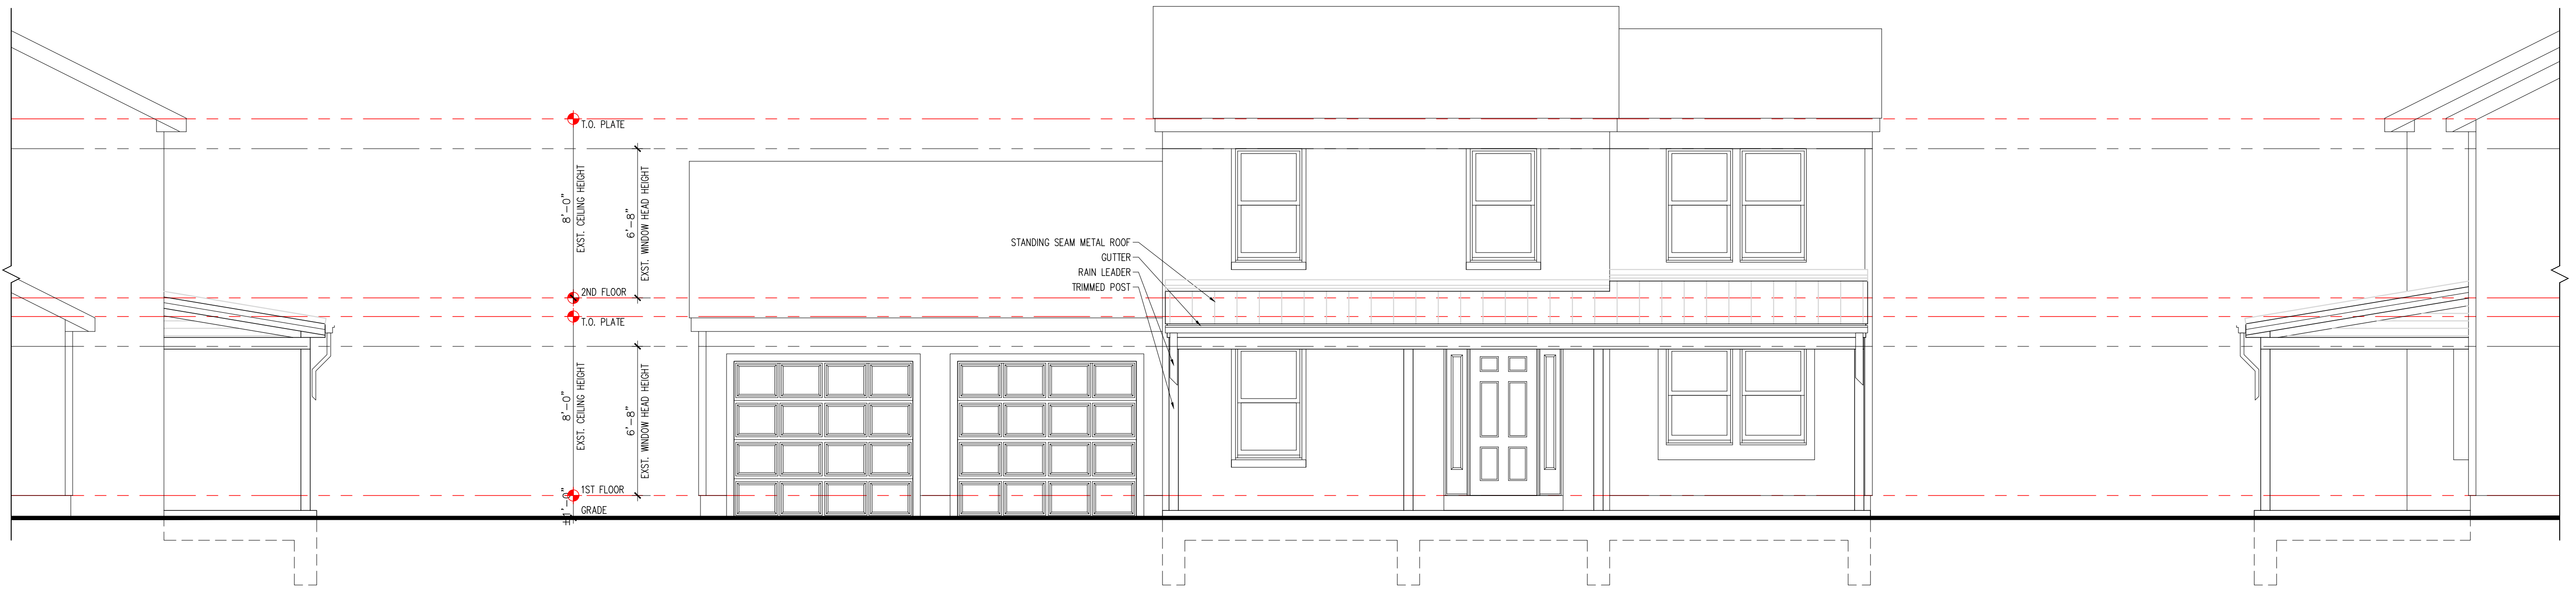 T.O. PLATE
8'-0"
EXST. CEILING HEIGHT
6'-8"
EXST. WINDOW HEAD HEIGHT
STANDING SEAM METAL ROOF
GUTTER
RAIN LEADER
TRIMMED POST
2ND FLOOR
T.O. PLATE
8'-0"
EXST. CEILING HEIGHT
6'-8"
EXST. WINDOW HEAD HEIGHT
1ST FLOOR
±1'-0"
GRADE